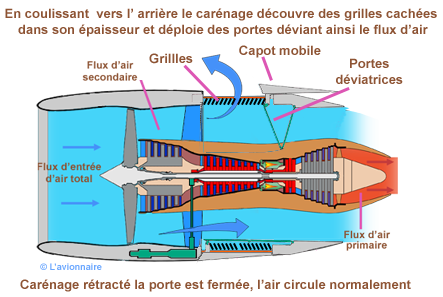 En coulissant vers l' arrière le carénage découvre des grilles cachées
dans son épaisseur et déploie des portes déviant ainsi le flux d'air
Flux d'air
secondaire
Grillles
Capot mobile
Portes
déviatrices
Flux d'entrée
d'air total
Flux d'air
primaire
© L'avionnaire
Carénage rétracté la porte est fermée, l'air circule normalement